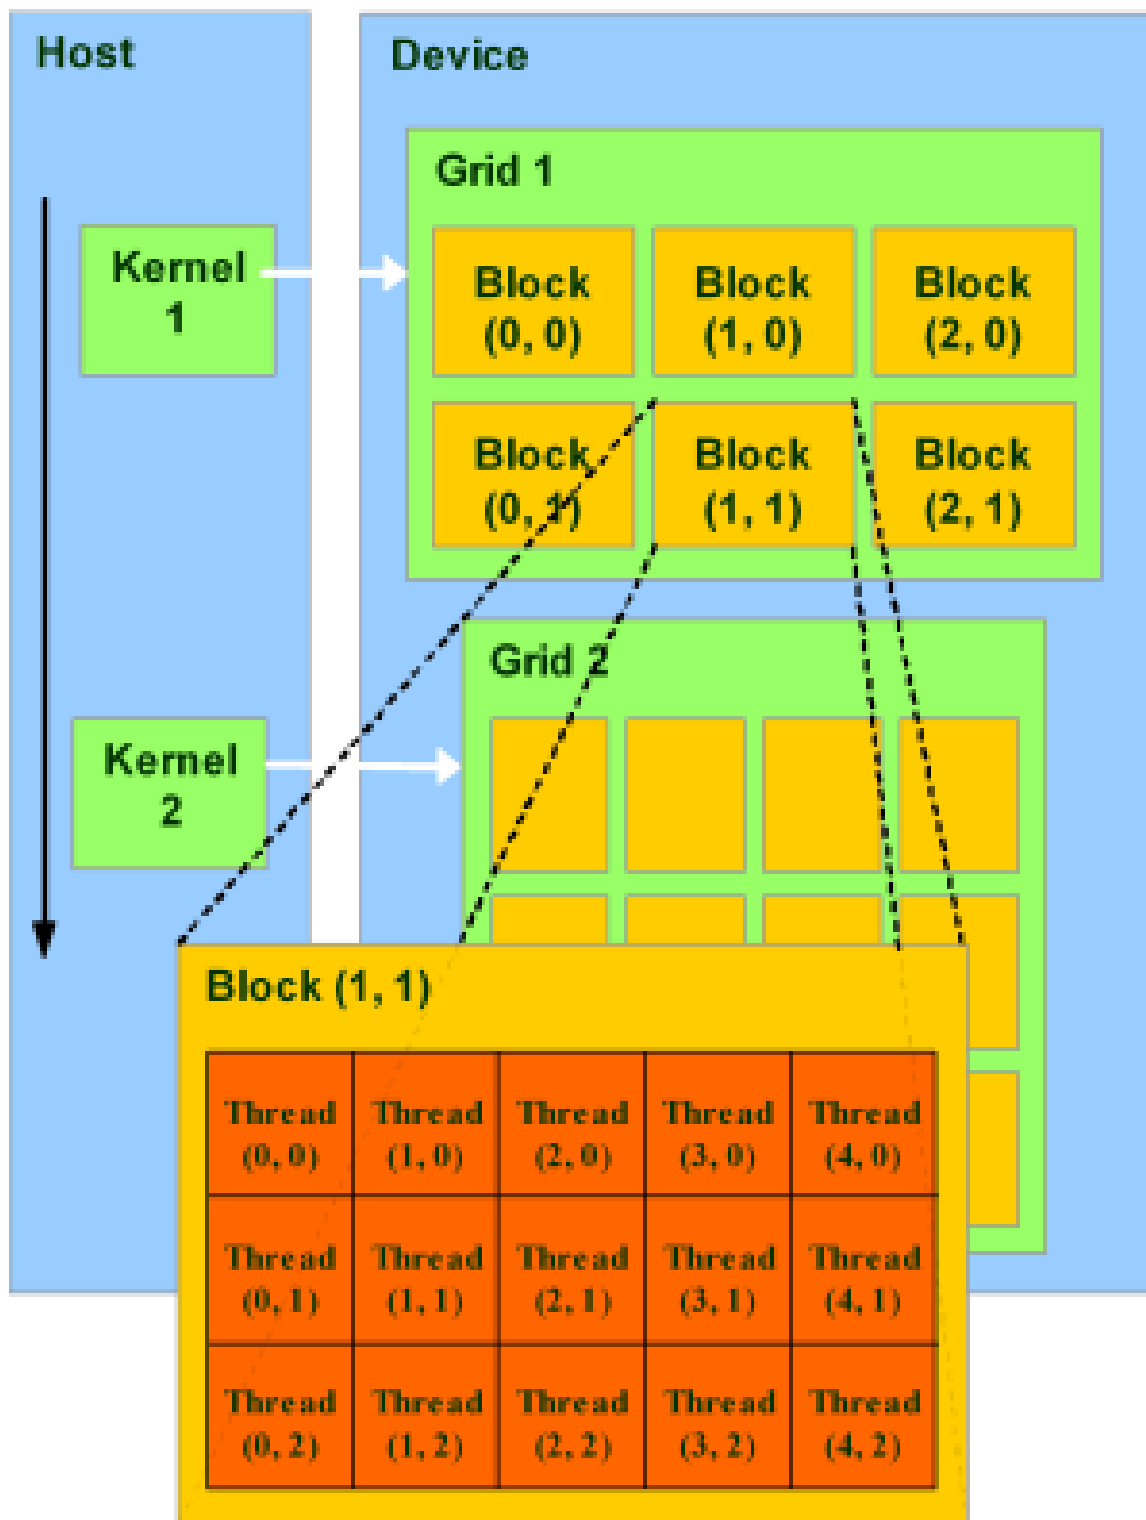 Host
Device
Grid 1
Kernel
1
Block
(0, 0)
Block
(1, 0)
Block
(2, 0)
Block
(0, 1)
Block
(1, 1)
Block
(2, 1)
Grid 2
Kernel
2
Block (1, 1)
Thread
(0, 0)
Thread
(1, 0)
Thread
(2, 0)
Thread
(3, 0)
Thread
(4, 0)
Thread
(0, 1)
Thread
(1, 1)
Thread
(2, 1)
Thread
(3, 1)
Thread
(4, 1)
Thread
(0, 2)
Thread
(1, 2)
Thread
(2, 2)
Thread
(3, 2)
Thread
(4, 2)